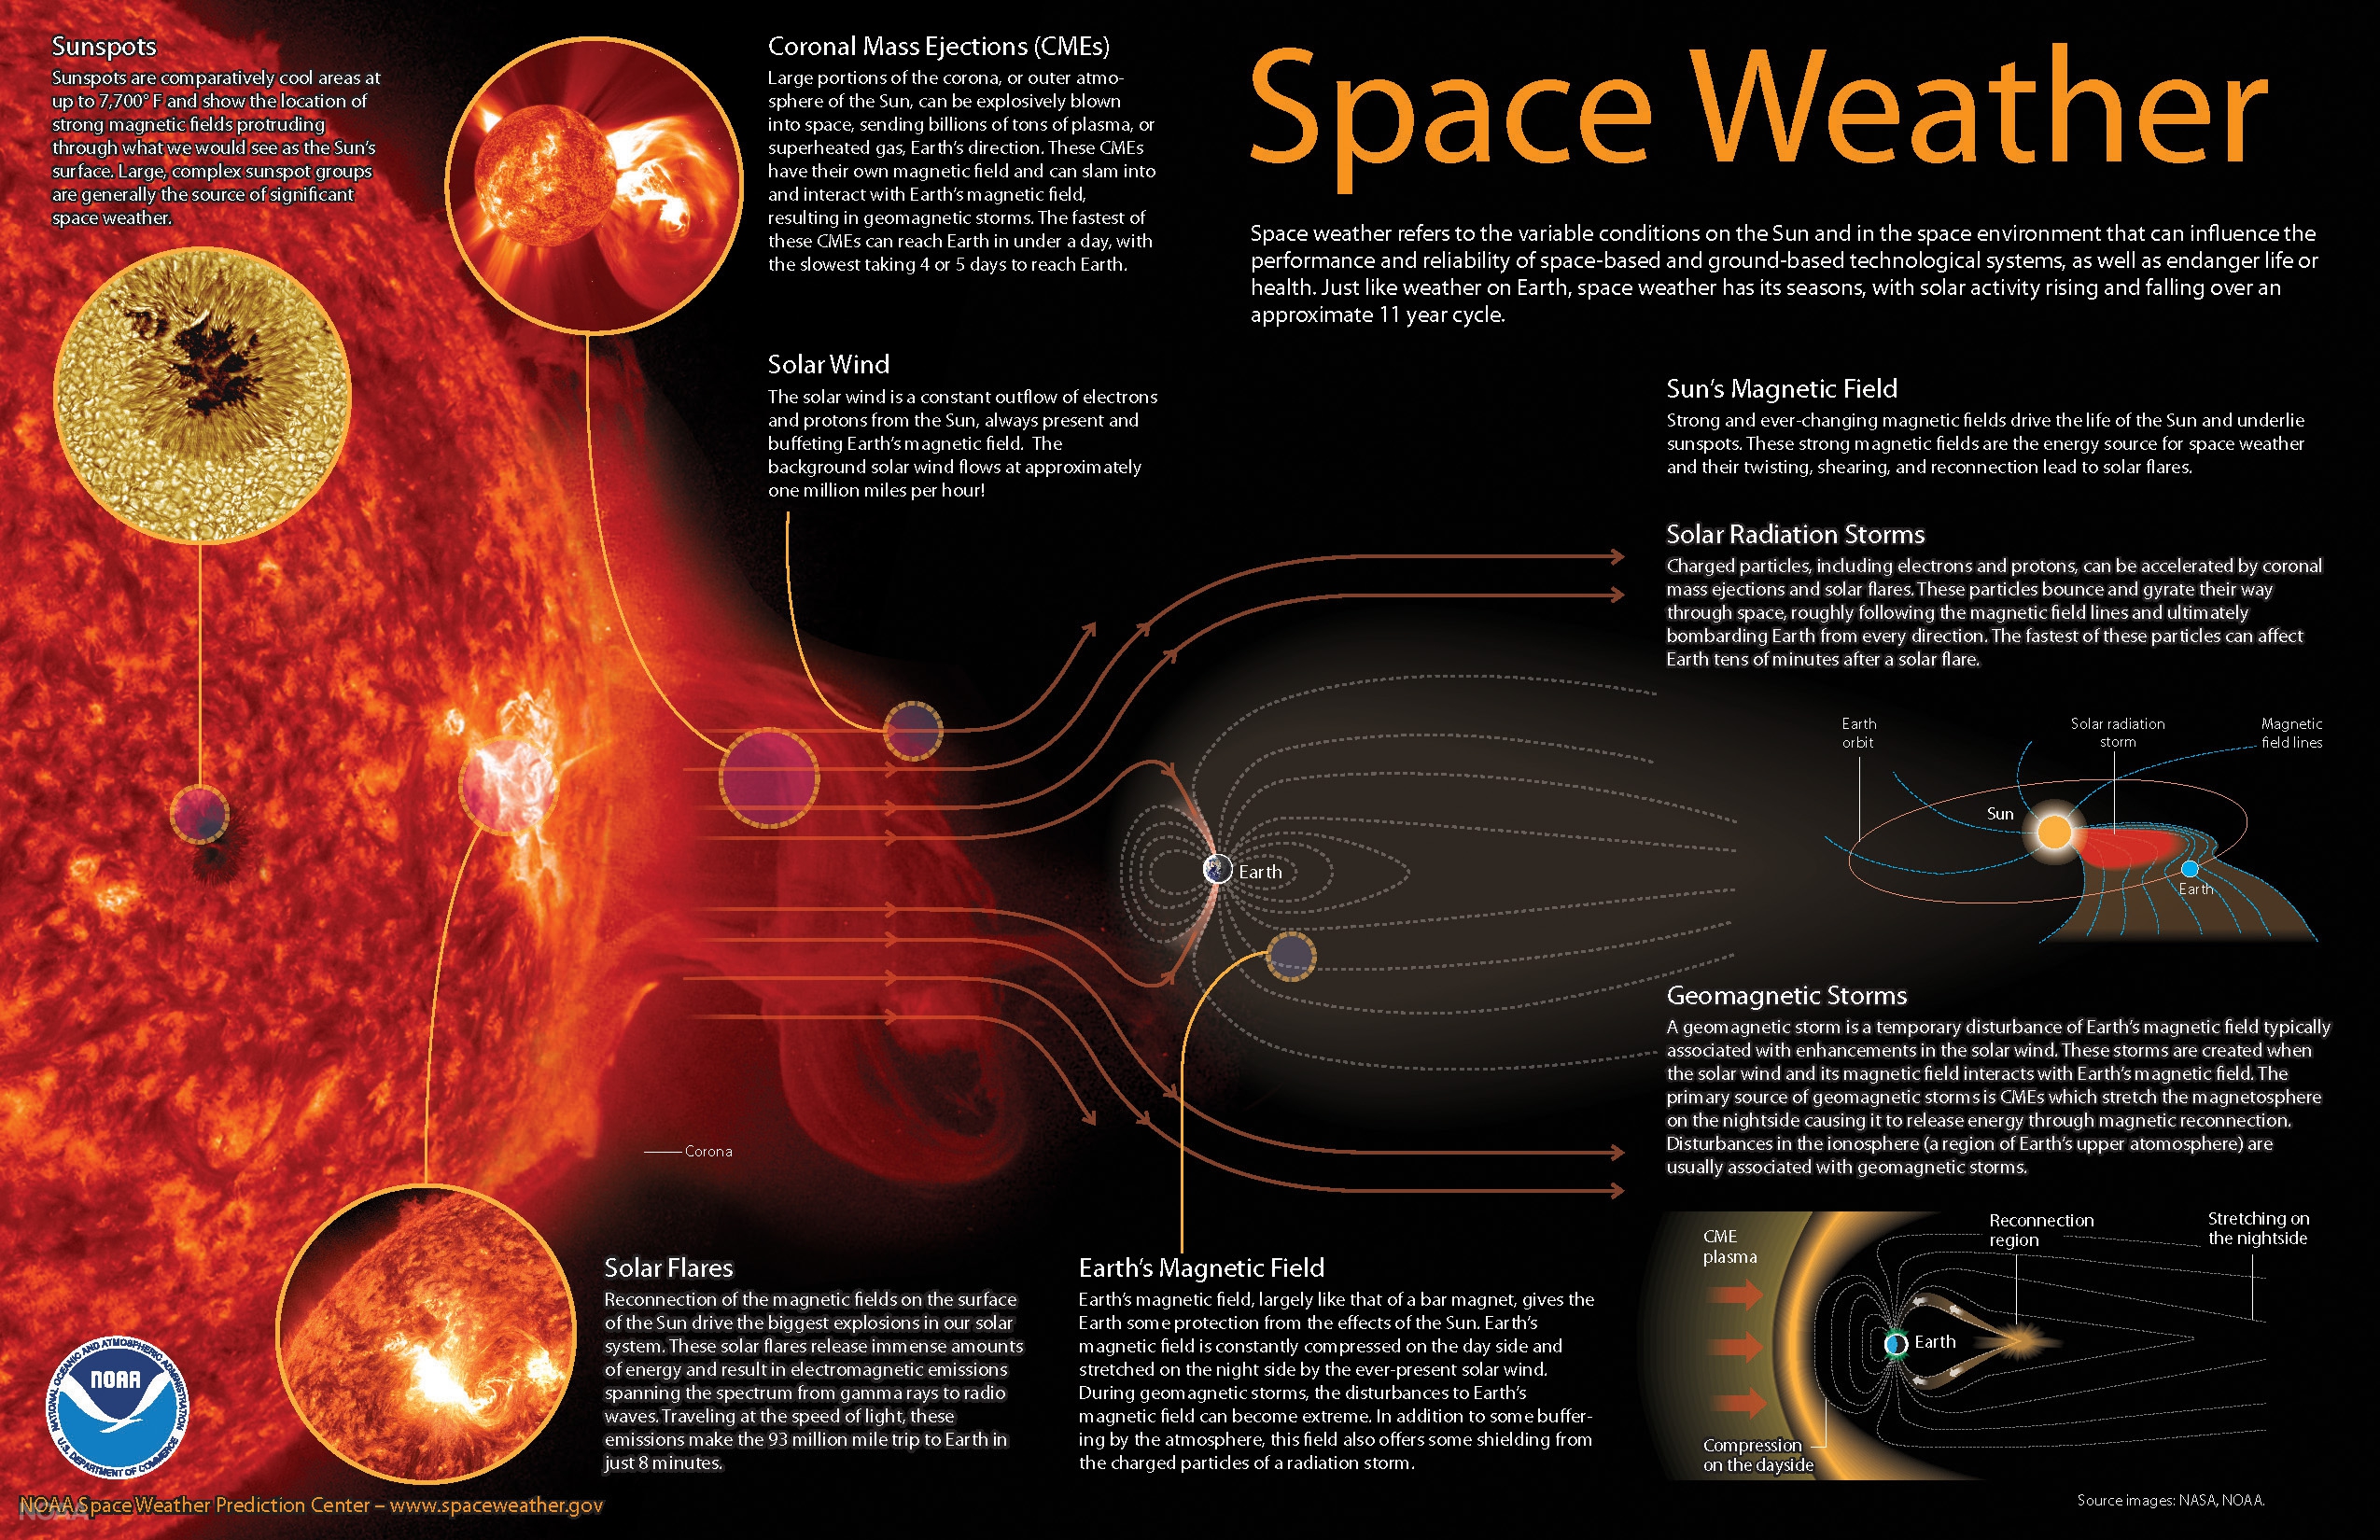 Sunspots
Sunspots are comparatively cool areas at
up to 7,700° F and show the location of
strong magnetic fields protruding
through what we would see as the Sun's
surface. Large, complex sunspot groups
are generally the source of significant
space weather.
Coronal Mass Ejections (CMEs)
Large portions of the corona, or outer atmo-
sphere of the Sun, can be explosively blown
into space, sending billions of tons of plasma, or
superheated gas, Earth's direction. These CMEs
have their own magnetic field and can slam into
and interact with Earth's magnetic field,
resulting in geomagnetic storms. The fastest of
these CMEs can reach Earth in under a day, with
the slowest taking 4 or 5 days to reach Earth.
Space Weather
Space weather refers to the variable conditions on the Sun and in the space environment that can influence the
performance and reliability of space-based and ground-based technological systems, as well as endanger life or
health. Just like weather on Earth, space weather has its seasons, with solar activity rising and falling over an
approximate 11 year cycle.
Solar Wind
The solar wind is a constant outflow of electrons
and protons from the Sun, always present and
buffeting Earth's magnetic field. The
background solar wind flows at approximately
one million miles per hour!
Sun's Magnetic Field
Strong and ever-changing magnetic fields drive the life of the Sun and underlie
sunspots. These strong magnetic fields are the energy source for space weather
and their twisting, shearing, and reconnection lead to solar flares.
Solar Radiation Storms
Charged particles, including electrons and protons, can be accelerated by coronal
mass ejections and solar flares. These particles bounce and gyrate their way
through space, roughly following the magnetic field lines and ultimately
bombarding Earth from every direction. The fastest of these particles can affect
Earth tens of minutes after a solar flare.
Earth
orbit
Solar radiation
storm
Magnetic
field lines
Sun
Earth
Earth
Geomagnetic Storms
A geomagnetic storm is a temporary disturbance of Earth's magnetic field typically
associated with enhancements in the solar wind. These storms are created when
the solar wind and its magnetic field interacts with Earth's magnetic field. The
primary source of geomagnetic storms is CMEs which stretch the magnetosphere
on the nightside causing it to release energy through magnetic reconnection.
Disturbances in the ionosphere (a region of Earth's upper atomosphere) are
usually associated with geomagnetic storms.
Corona
CME
plasma
Reconnection
region
Stretching on
the nightside
Earth
Compression
on the dayside
Solar Flares
Reconnection of the magnetic fields on the surface
of the Sun drive the biggest explosions in our solar
system. These solar flares release immense amounts
of energy and result in electromagnetic emissions
spanning the spectrum from gamma rays to radio
waves. Traveling at the speed of light, these
emissions make the 93 million mile trip to Earth in
just 8 minutes.
Earth's Magnetic Field
Earth's magnetic field, largely like that of a bar magnet, gives the
Earth some protection from the effects of the Sun. Earth's
magnetic field is constantly compressed on the day side and
stretched on the night side by the ever-present solar wind.
During geomagnetic storms, the disturbances to Earth's
magnetic field can become extreme. In addition to some buffer-
ing by the atmosphere, this field also offers some shielding from
the charged particles of a radiation storm.
NATIONAL OCEANIC AND ATMOSPHERIC ADMINISTRATION
NOAA
U.S. DEPARTMENT OF COMMERCE
NOAA Space Weather Prediction Center – www.spaceweather.gov
NOAA
Source images: NASA, NOAA.